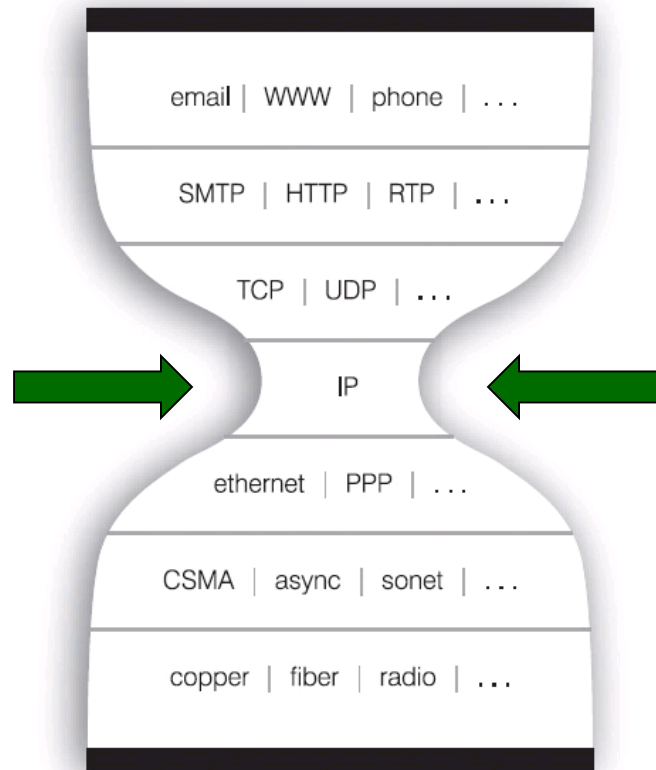 email | WWW | phone | ...
SMTP | HTTP | RTP | ...
TCP | UDP | ...
IP
ethernet | PPP | ...
CSMA | async | sonet | ...
copper | fiber | radio | ...